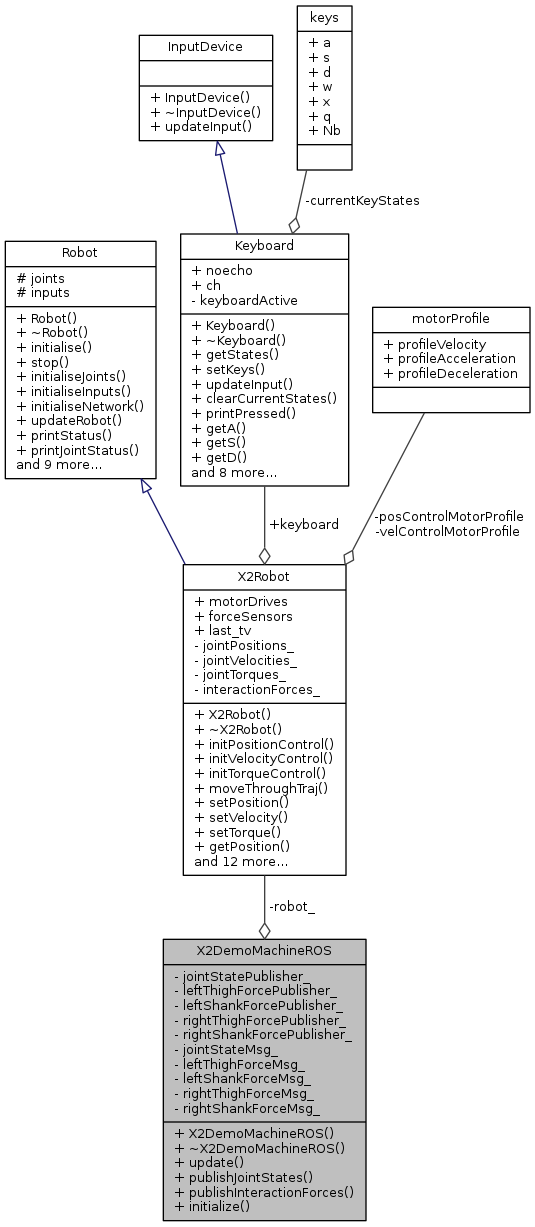 keys
+ a
+ s
+ d
+ w
+ x
+ q
+ Nb
InputDevice
+ InputDevice()
+ ~InputDevice()
+ updateInput()
-currentKeyStates
Keyboard
+ noecho
+ ch
- keyboardActive
+ Keyboard()
+ ~Keyboard()
+ getStates()
+ setKeys()
+ updateInput()
+ clearCurrentStates()
+ printPressed()
+ getA()
+ getS()
+ getD()
and 8 more...
Robot
# joints
# inputs
+ Robot()
+ ~Robot()
+ initialise()
+ stop()
+ initialiseJoints()
+ initialiseInputs()
+ initialiseNetwork()
+ updateRobot()
+ printStatus()
+ printJointStatus()
and 9 more...
motorProfile
+ profileVelocity
+ profileAcceleration
+ profileDeceleration
+keyboard
-posControlMotorProfile
-velControlMotorProfile
X2Robot
+ motorDrives
+ forceSensors
+ last_tv
- jointPositions_
- jointVelocities_
- jointTorques_
- interactionForces_
+ X2Robot()
+ ~X2Robot()
+ initPositionControl()
+ initVelocityControl()
+ initTorqueControl()
+ moveThroughTraj()
+ setPosition()
+ setVelocity()
+ setTorque()
+ getPosition()
and 12 more...
-robot_
X2DemoMachineROS
- jointStatePublisher_
- leftThighForcePublisher_
- leftShankForcePublisher_
- rightThighForcePublisher_
- rightShankForcePublisher_
- jointStateMsg_
- leftThighForceMsg_
- leftShankForceMsg_
- rightThighForceMsg_
- rightShankForceMsg_
+ X2DemoMachineROS()
+ ~X2DemoMachineROS()
+ update()
+ publishJointStates()
+ publishInteractionForces()
+ initialize()